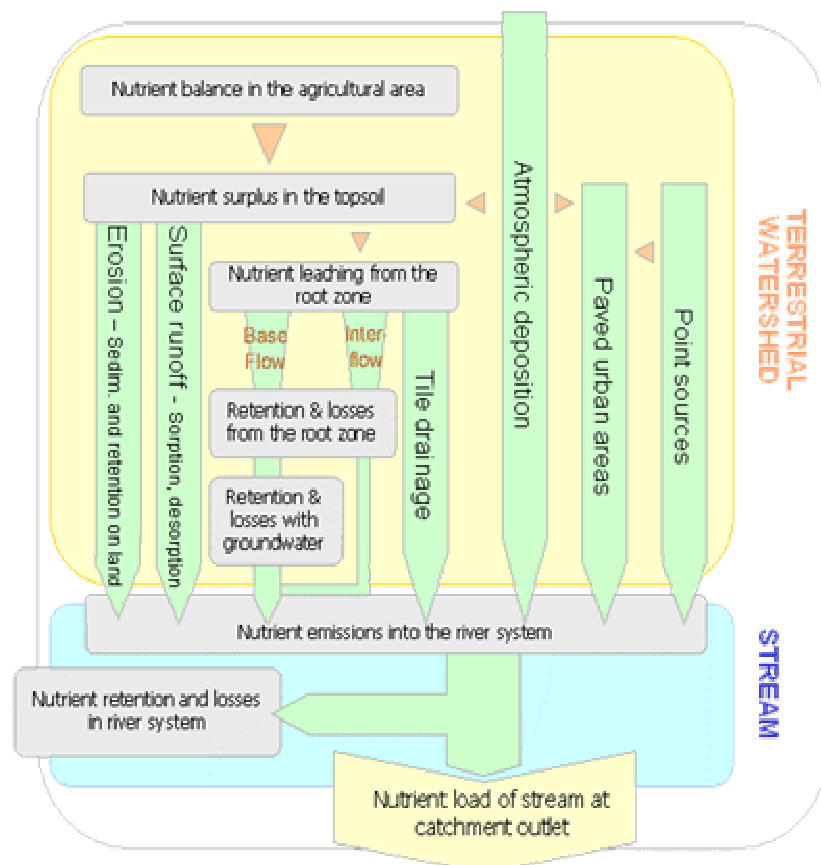 Nutrient balance in the agricultural area
Nutrient surplus in the topsoil
Nutrient leaching from the
root zone
Base
Flow
Inter-
flow
Retention & losses
from the root zone
Retention &
losses with
groundwater
Erosion - Sedim. and retention on land
Surface runoff - Sorption, desorption
Tile drainage
Atmospheric deposition
Paved urban areas
Point sources
TERRESTRIAL
WATERSHED
Nutrient emissions into the river system
Nutrient retention and losses
in river system
STREAM
Nutrient load of stream at
catchment outlet